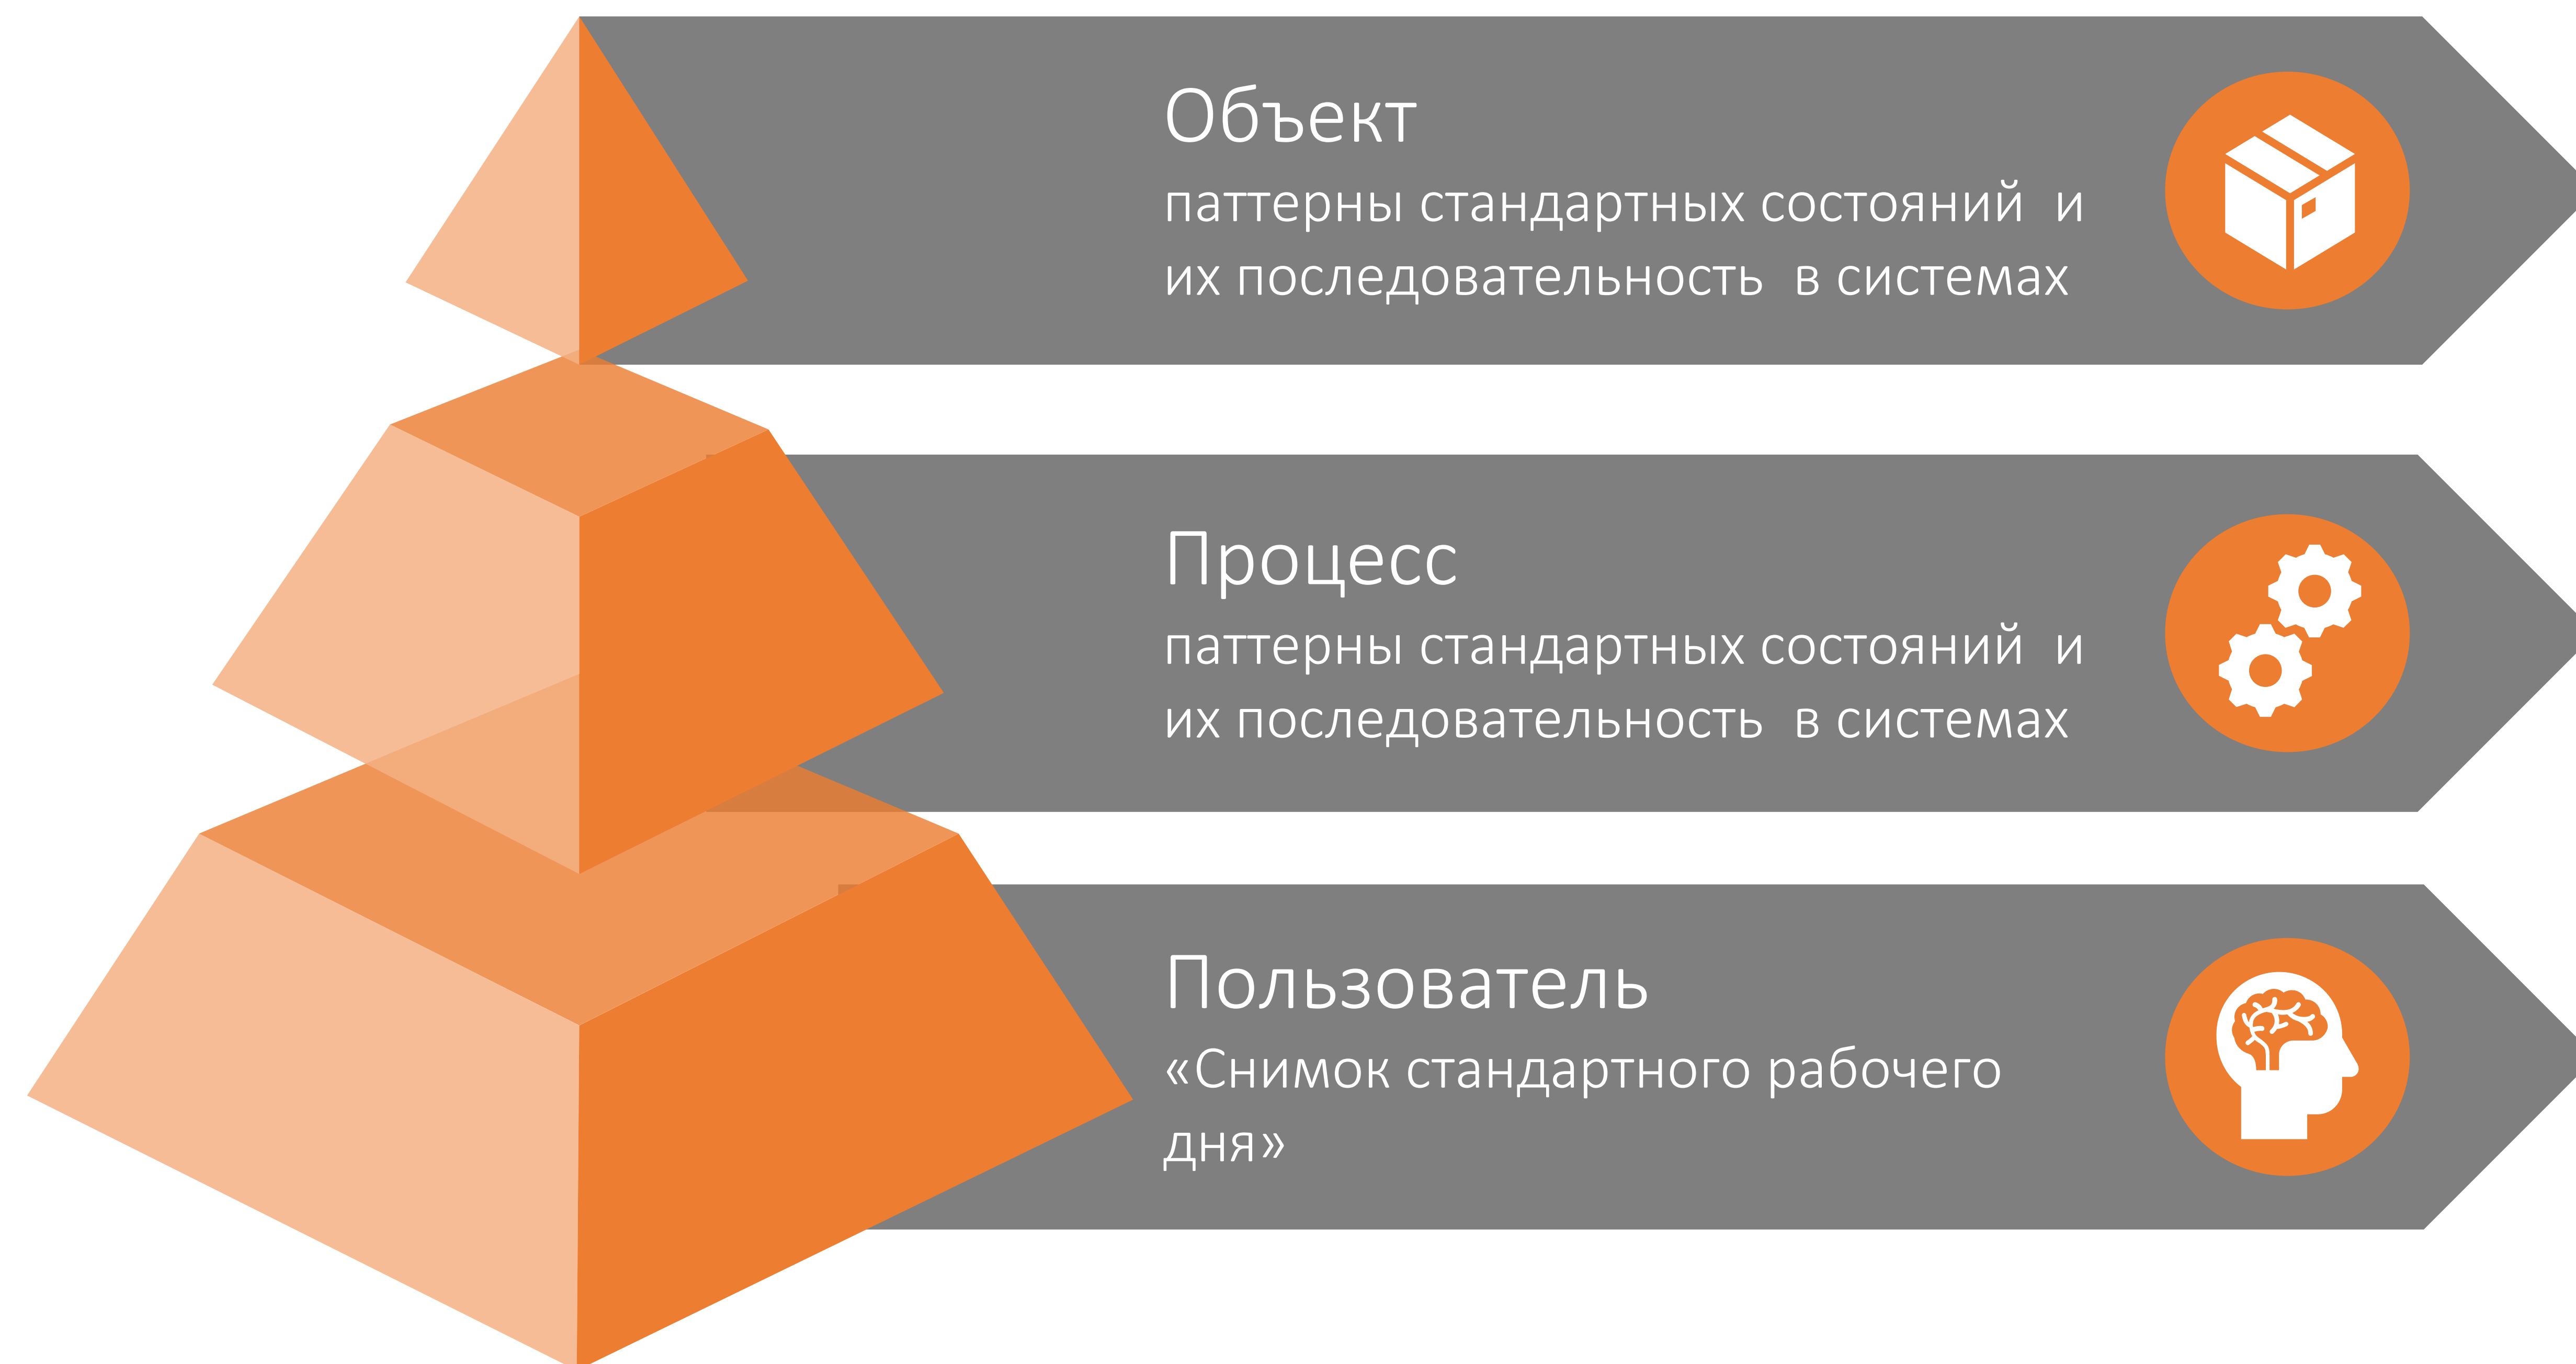 Объект
паттерны стандартных состояний и
их последовательность в системах
Процесс
паттерны стандартных состояний и
их последовательность в системах
Пользователь
«Снимок стандартного рабочего
дня»